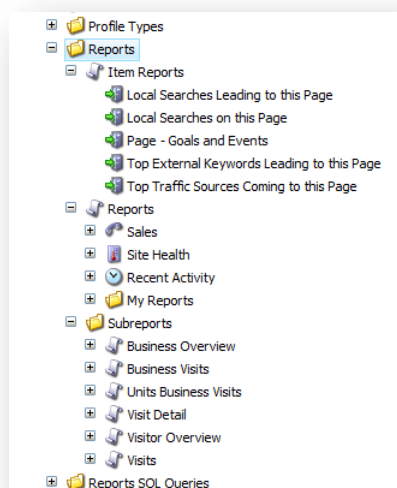 Profile Types
Reports
Item Reports
Local Searches Leading to this Page
Local Searches on this Page
Page - Goals and Events
Top External Keywords Leading to this Page
Top Traffic Sources Coming to this Page
Reports
Sales
Site Health
Recent Activity
My Reports
Subreports
Business Overview
Business Visits
Units Business Visits
Visit Detail
Visitor Overview
Visits
Reports SQL Queries